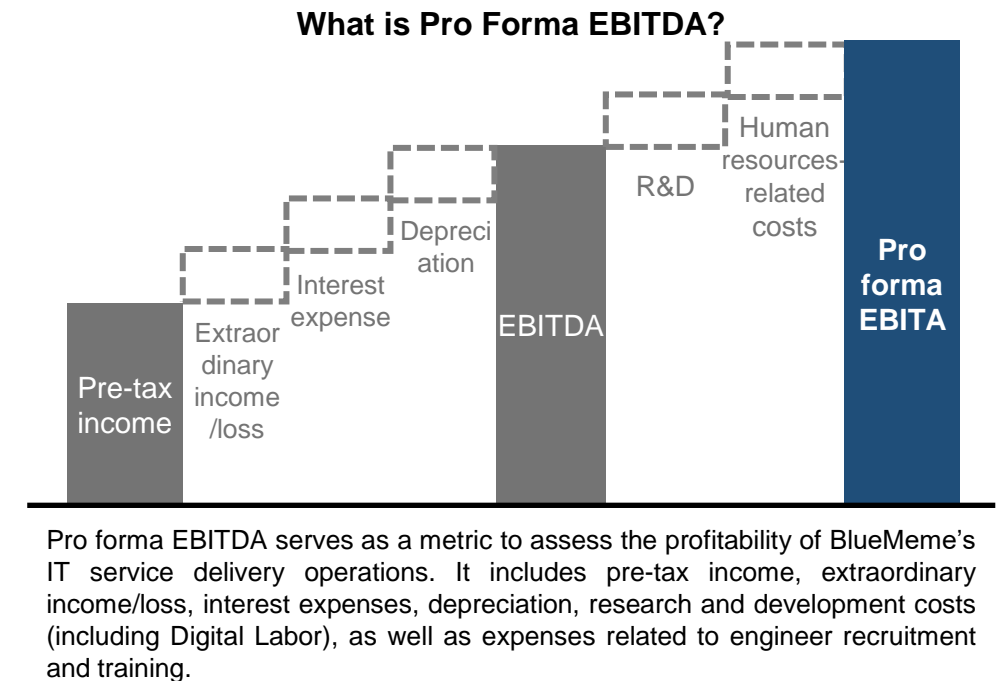 What is Pro Forma EBITDA?
Pre-tax
income
Extraor
dinary
income
/loss
Interest
expense
Depreci
ation
EBITDA
R&D
Human
resources-
related
costs
Pro
forma
EBITA
Pro forma EBITDA serves as a metric to assess the profitability of BlueMeme's
IT service delivery operations. It includes pre-tax income, extraordinary
income/loss, interest expenses, depreciation, research and development costs
(including Digital Labor), as well as expenses related to engineer recruitment
and training.